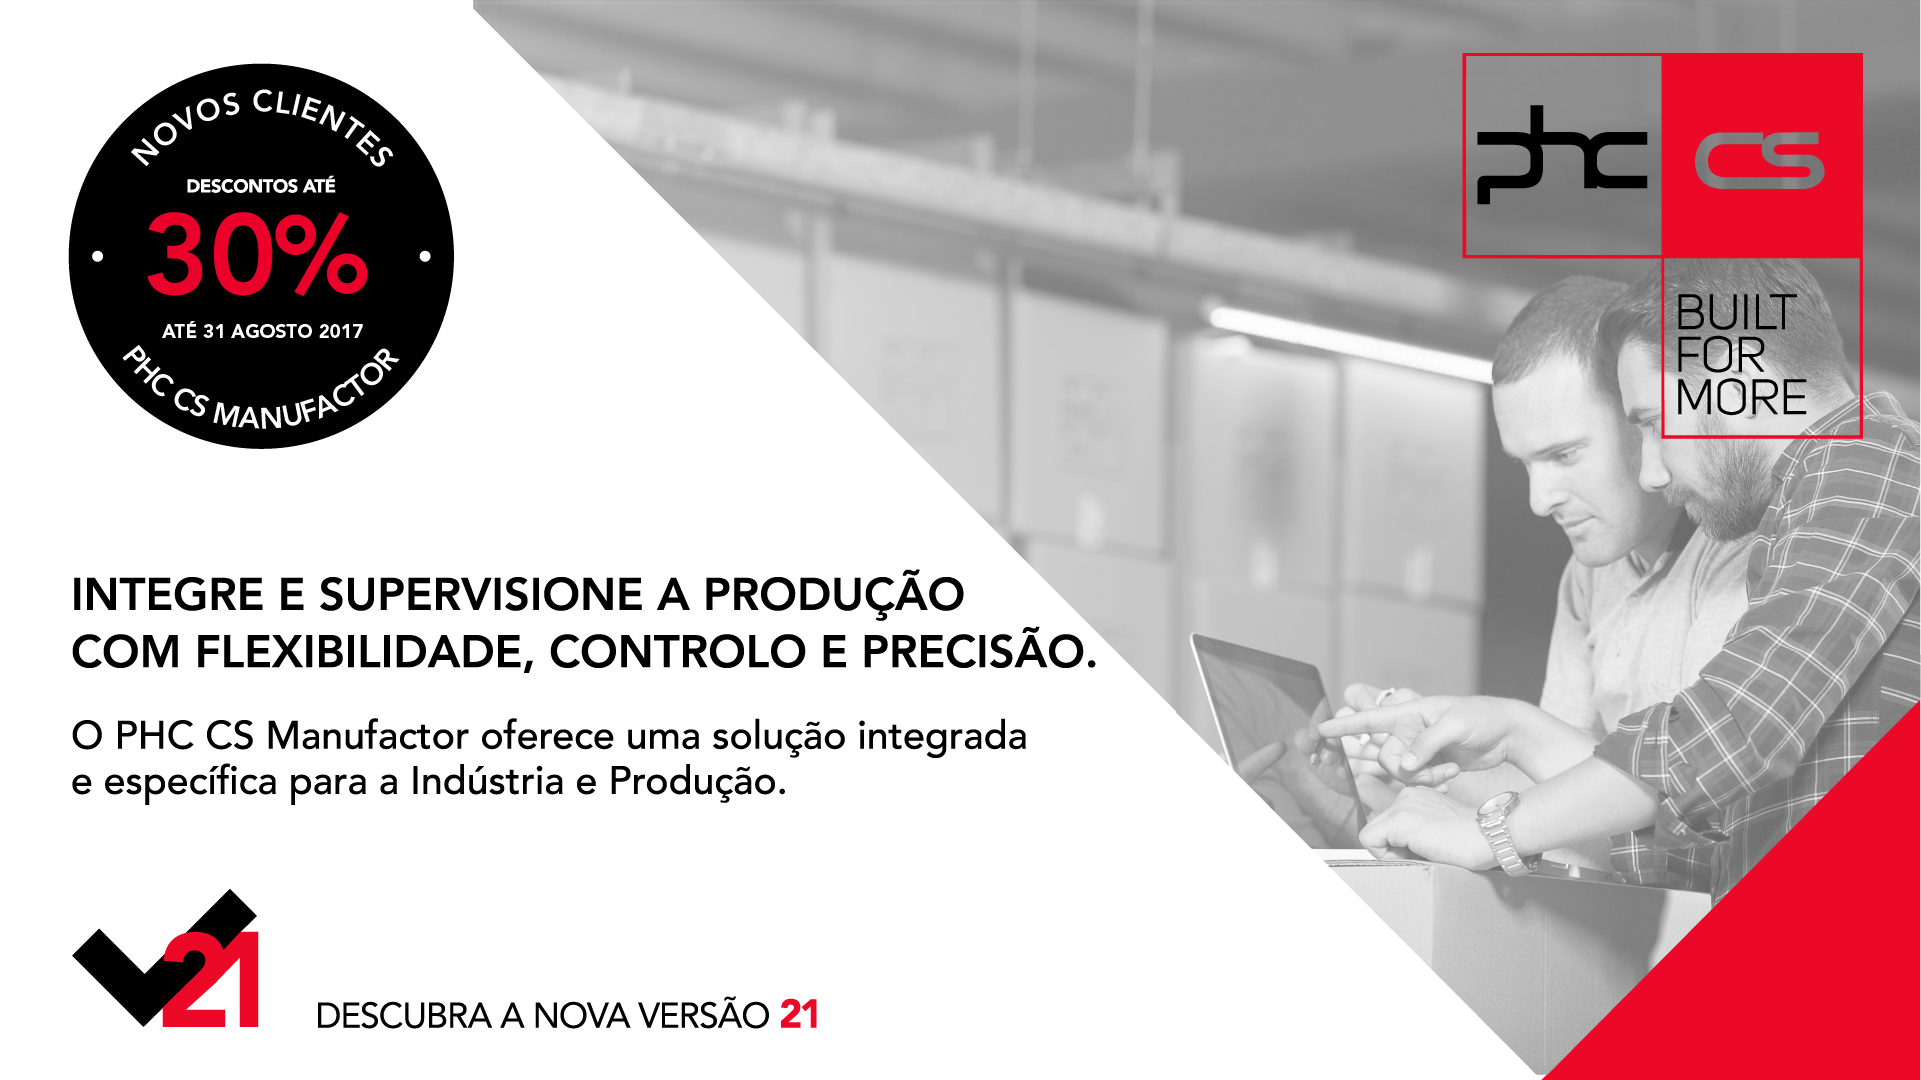 NOVOS CLIENTES
DESCONTOS ATÉ
30%
ATÉ 31 AGOSTO 2017
PHC CS MANUFACTOR
phc cs
BUILT
FOR
MORE
INTEGRE E SUPERVISIONE A PRODUÇÃO
COM FLEXIBILIDADE, CONTROLO E PRECISÃO.
O PHC CS Manufactor oferece uma solução integrada
e específica para a Indústria e Produção.
21
DESCUBRA A NOVA VERSÃO 21